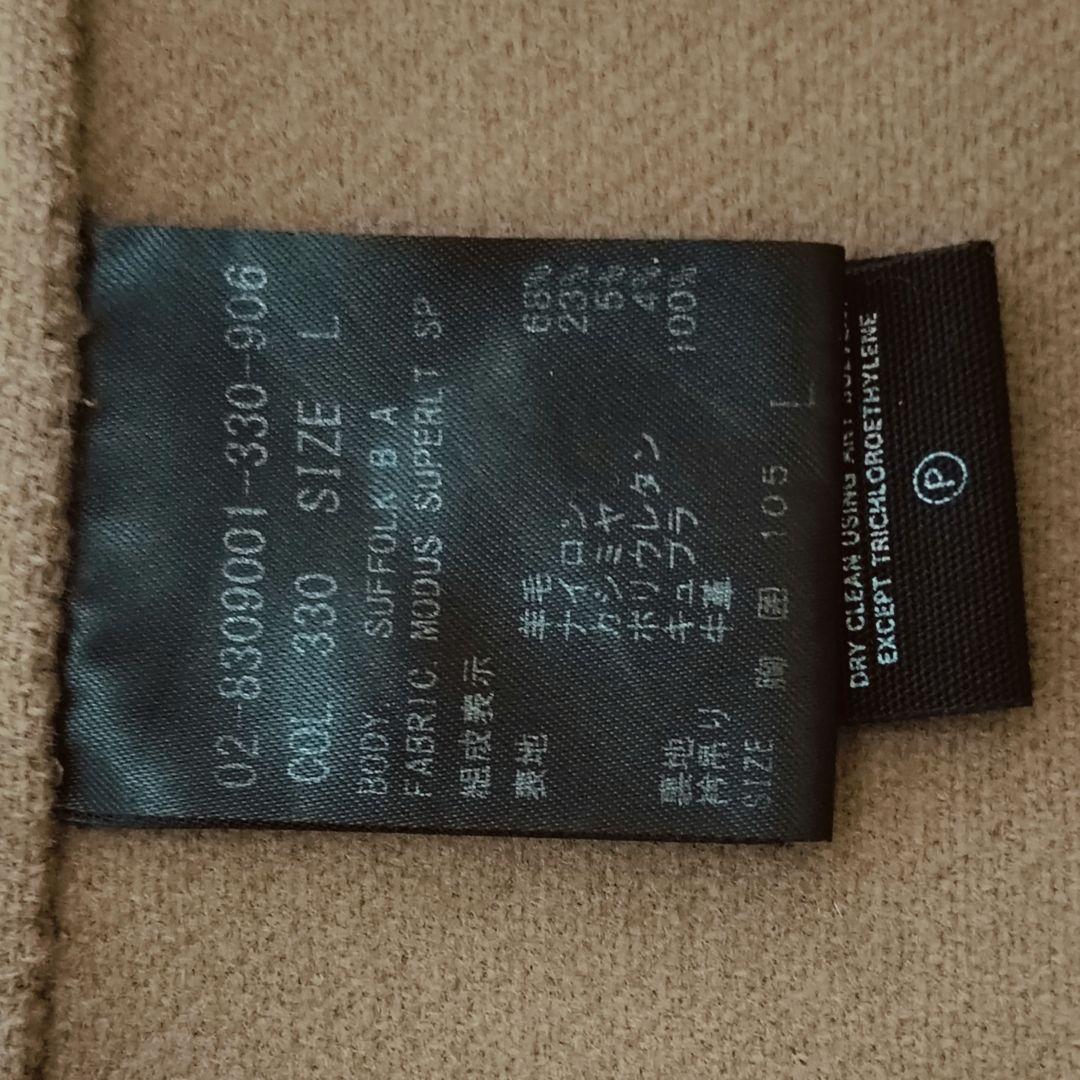 02-8309001-330-906
COL.330 SIZE L
BODY. SUFFOLK B A
FABRIC. MODUS SUPERLT SP
組成表示
表地 羊毛 68%
ナイロン 23%
カシミヤ 5%
ポリウレタン 4%
裏地 キュプラ 100%
衿吊り 牛革
SIZE 胸囲 105 L
DRY CLEAN USING ANY
EXCEPT TRICHLOROETHYLENE
P